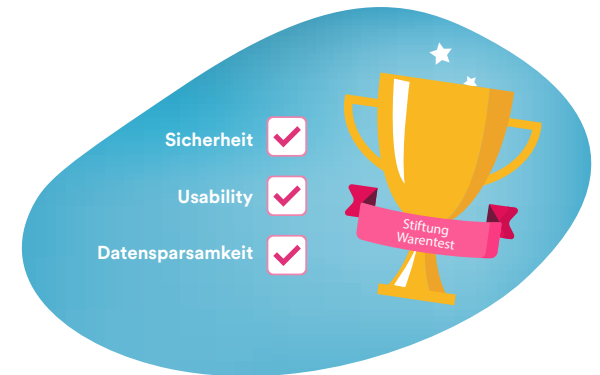 Sicherheit
Usability
Datensparsamkeit
Stiftung
Warentest